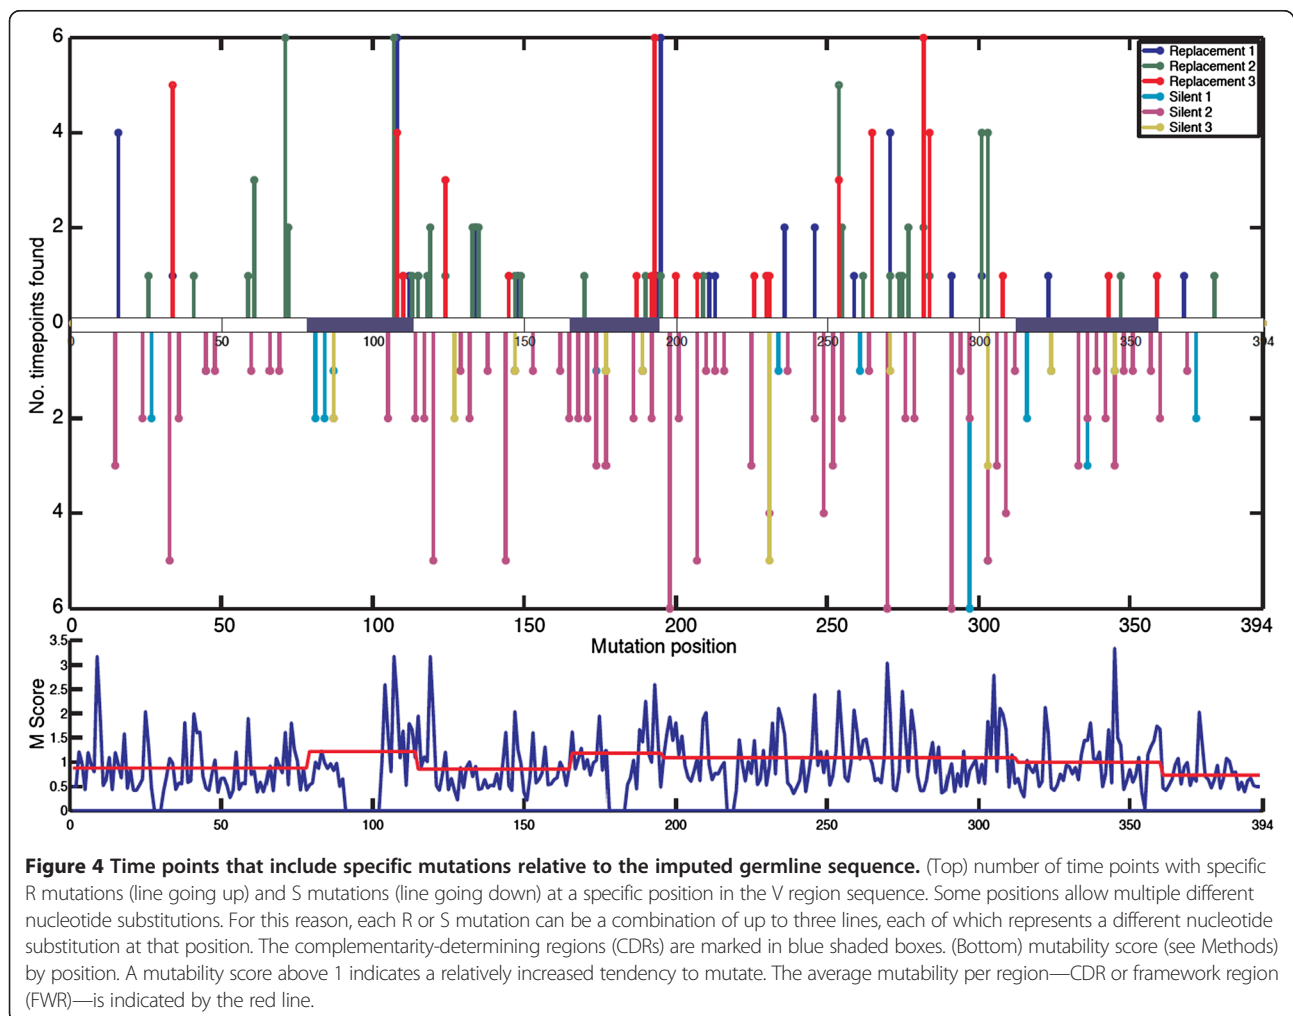 6
4
2
0
2
4
6
No. timepoints found
Replacement 1
Replacement 2
Replacement 3
Silent 1
Silent 2
Silent 3
0 50 100 150 200 250 300 350 394
0 50 100 150 200 250 300 350 394
Mutation position
3.5
3
2.5
2
1.5
1
0.5
0
M Score
0 50 100 150 200 250 300 350 394
Figure 4 Time points that include specific mutations relative to the imputed germline sequence. (Top) number of time points with specific
R mutations (line going up) and S mutations (line going down) at a specific position in the V region sequence. Some positions allow multiple different
nucleotide substitutions. For this reason, each R or S mutation can be a combination of up to three lines, each of which represents a different nucleotide
substitution at that position. The complementarity-determining regions (CDRs) are marked in blue shaded boxes. (Bottom) mutability score (see Methods)
by position. A mutability score above 1 indicates a relatively increased tendency to mutate. The average mutability per region—CDR or framework region
(FWR)—is indicated by the red line.